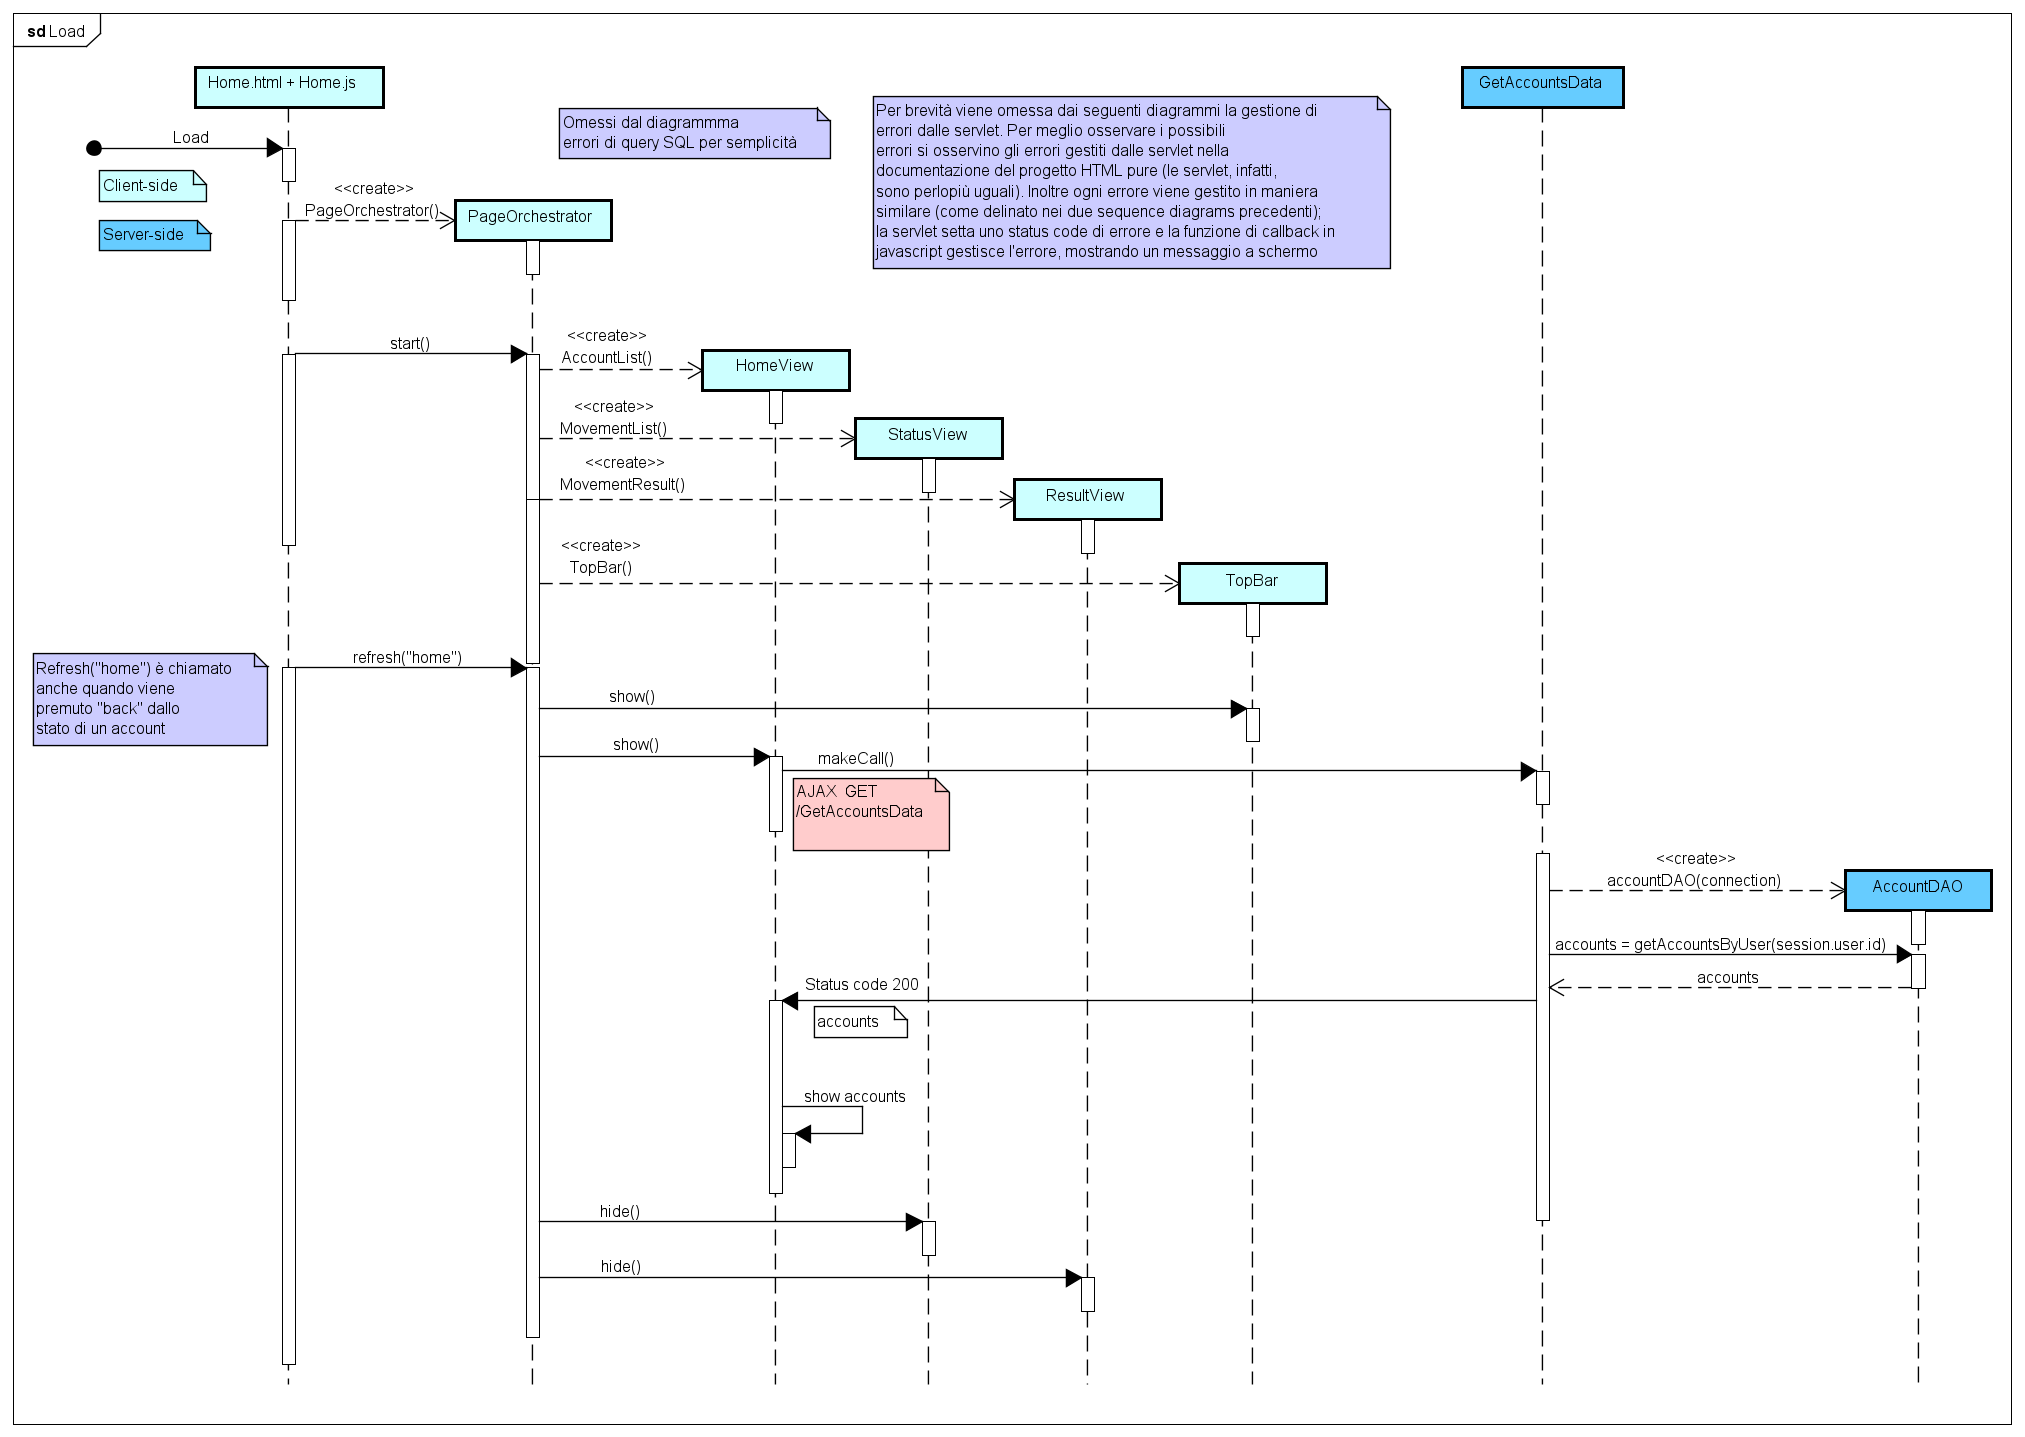 sd Load
Home.html + Home.js
GetAccountsData
Omessi dal diagrammma
errori di query SQL per semplicità
Per brevità viene omessa dai seguenti diagrammi la gestione di
errori dalle servlet. Per meglio osservare i possibili
errori si osservino gli errori gestiti dalle servlet nella
documentazione del progetto HTML pure (le servlet, infatti,
sono perlopiù uguali). Inoltre ogni errore viene gestito in maniera
similare (come delinato nei due sequence diagrams precedenti);
la servlet setta uno status code di errore e la funzione di callback in
javascript gestisce l'errore, mostrando un messaggio a schermo
Load
Client-side
Server-side
<<create>>
PageOrchestrator()
PageOrchestrator
start()
<<create>>
AccountList()
HomeView
<<create>>
MovementList()
StatusView
<<create>>
MovementResult()
ResultView
<<create>>
TopBar()
TopBar
Refresh("home") è chiamato
anche quando viene
premuto "back" dallo
stato di un account
refresh("home")
show()
show()
makeCall()
AJAX  GET
/GetAccountsData
<<create>>
accountDAO(connection)
AccountDAO
accounts = getAccountsByUser(session.user.id)
accounts
Status code 200
accounts
show accounts
hide()
hide()